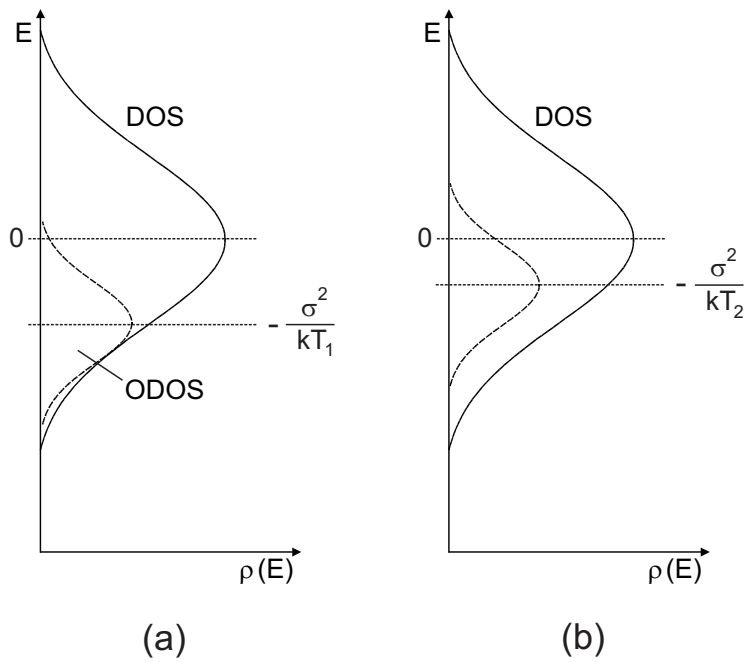 E
DOS
0
- σ²/kT₁
ODOS
ρ(E)
(a)
E
DOS
0
- σ²/kT₂
ρ(E)
(b)